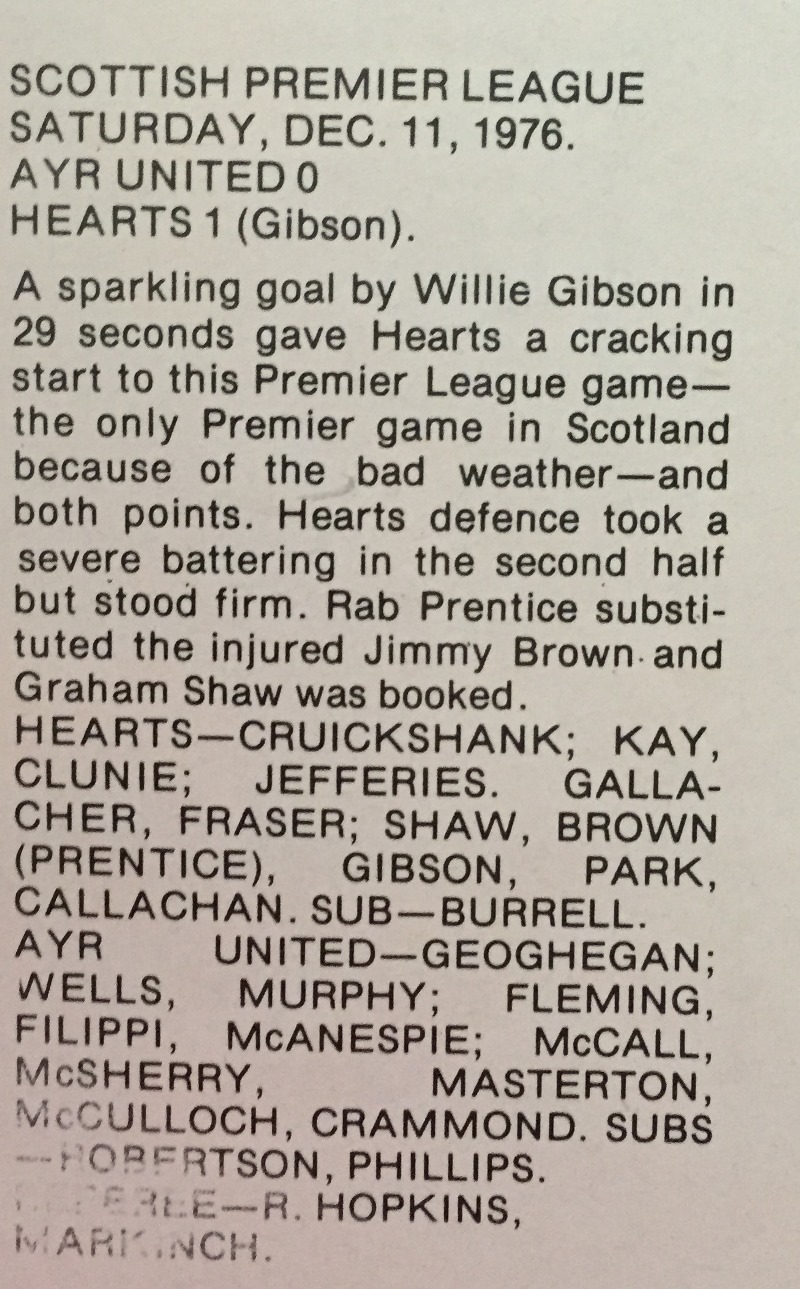 SCOTTISH PREMIER LEAGUE
SATURDAY, DEC. 11, 1976.
AYR UNITED 0
HEARTS 1 (Gibson).
A sparkling goal by Willie Gibson in
29 seconds gave Hearts a cracking
start to this Premier League game—
the only Premier game in Scotland
because of the bad weather—and
both points. Hearts defence took a
severe battering in the second half
but stood firm. Rab Prentice substi-
tuted the injured Jimmy Brown and
Graham Shaw was booked.
HEARTS—CRUICKSHANK; KAY,
CLUNIE; JEFFERIES. GALLA-
CHER, FRASER; SHAW, BROWN
(PRENTICE), GIBSON, PARK,
CALLACHAN. SUB—BURRELL.
AYR UNITED—GEOGHEGAN;
WELLS, MURPHY; FLEMING,
FILIPPI, McANESPIE; McCALL,
McSHERRY, MASTERTON,
McCULLOCH, CRAMMOND. SUBS
—ROBERTSON, PHILLIPS.
—R. HOPKINS,
MARKINCH.